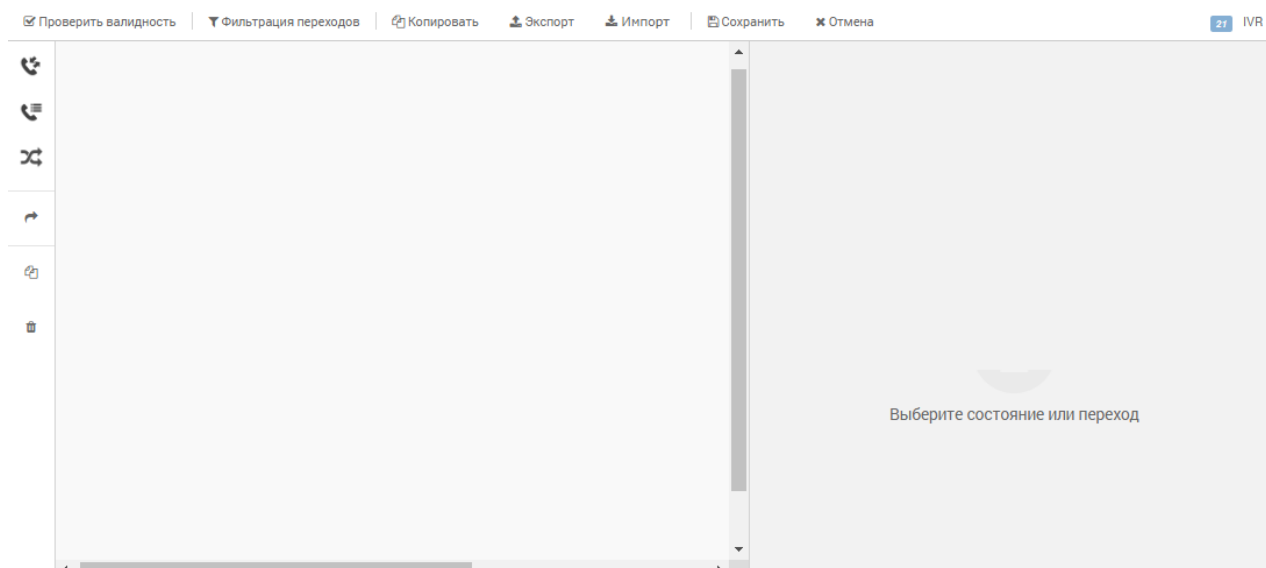 Проверить валидность Фильтрация переходов Копировать Экспорт Импорт Сохранить Отмена 21 IVR
Выберите состояние или переход